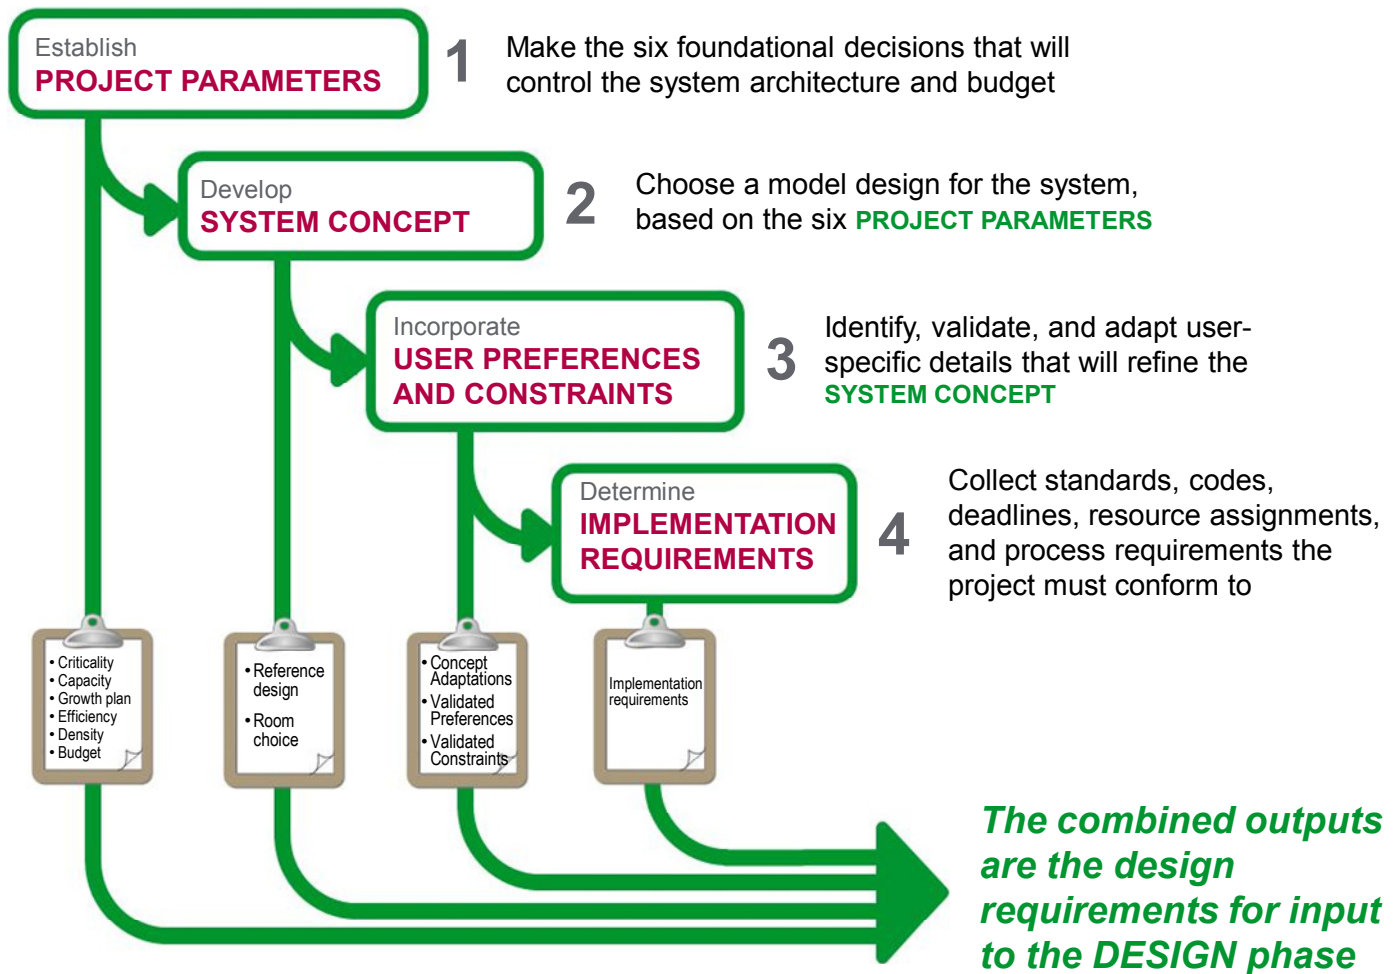 Establish
PROJECT PARAMETERS
1
Make the six foundational decisions that will
control the system architecture and budget
Develop
SYSTEM CONCEPT
2
Choose a model design for the system,
based on the six PROJECT PARAMETERS
Incorporate
USER PREFERENCES
AND CONSTRAINTS
3
Identify, validate, and adapt user-
specific details that will refine the
SYSTEM CONCEPT
Determine
IMPLEMENTATION
REQUIREMENTS
4
Collect standards, codes,
deadlines, resource assignments,
and process requirements the
project must conform to
• Criticality
• Capacity
• Growth plan
• Efficiency
• Density
• Budget
• Reference
design
• Room
choice
• Concept
Adaptations
• Validated
Preferences
• Validated
Constraints
Implementation
requirements
The combined outputs
are the design
requirements for input
to the DESIGN phase